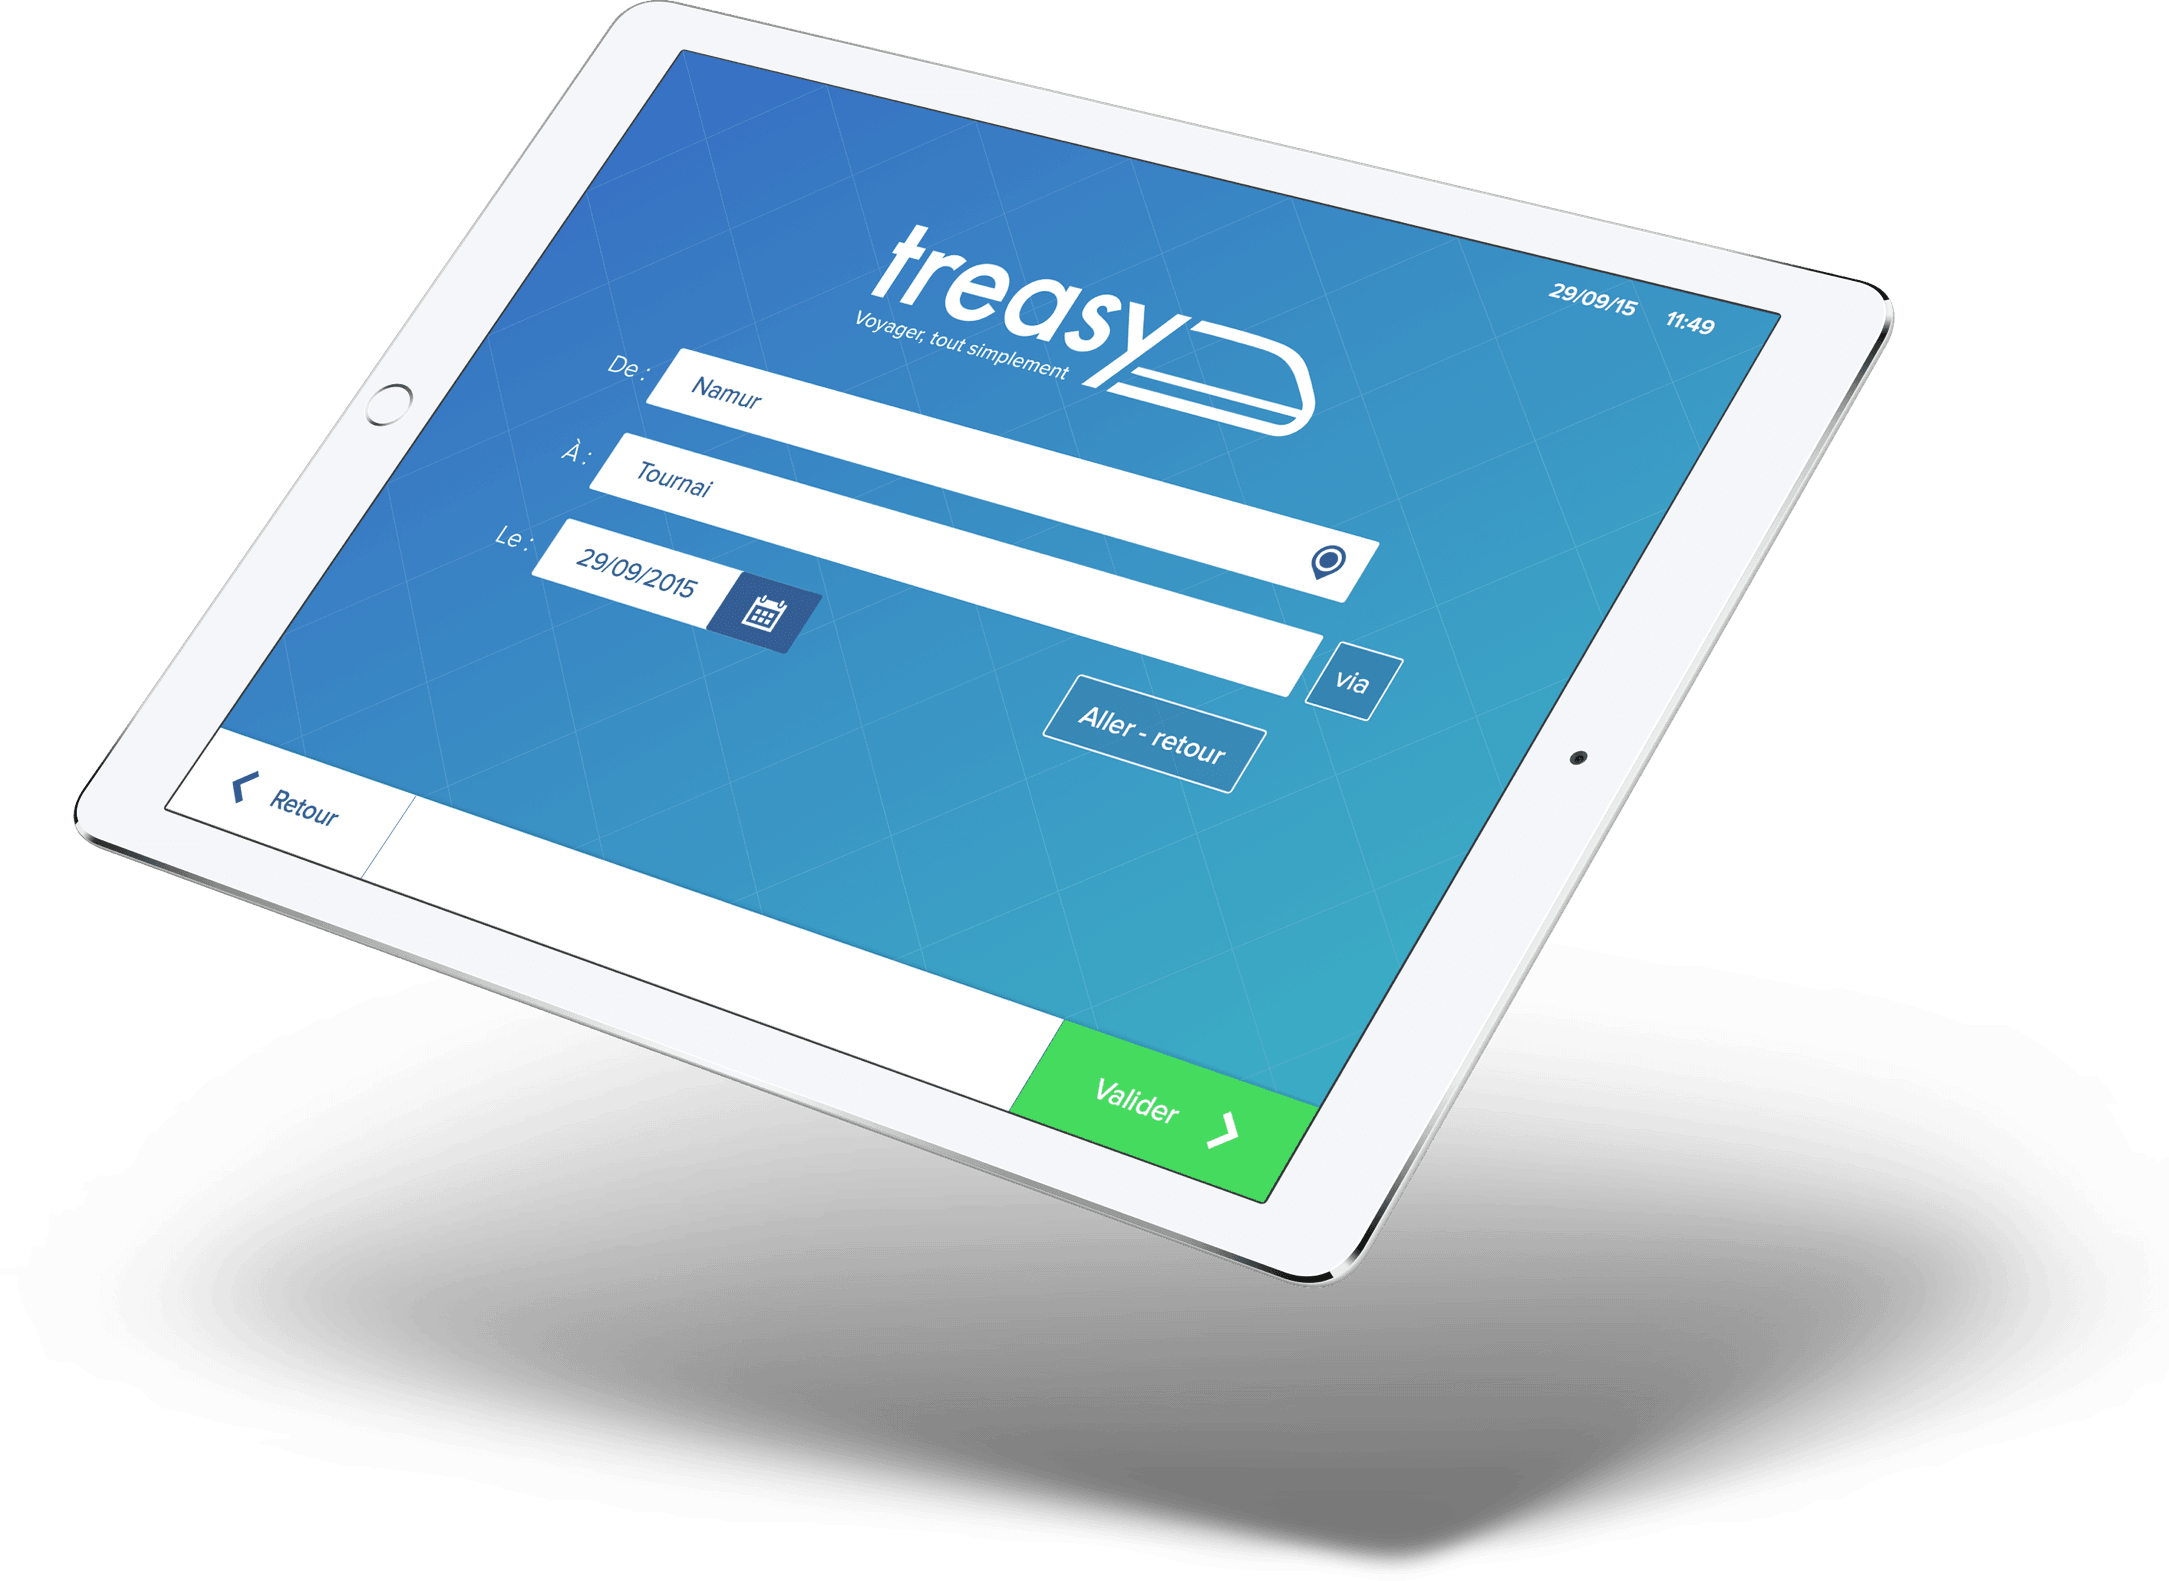 29/09/15 11:49
treasy
Voyager, tout simplement
De : Namur
À : Tournai
via
Le : 29/09/2015
Aller - retour
Retour
Valider